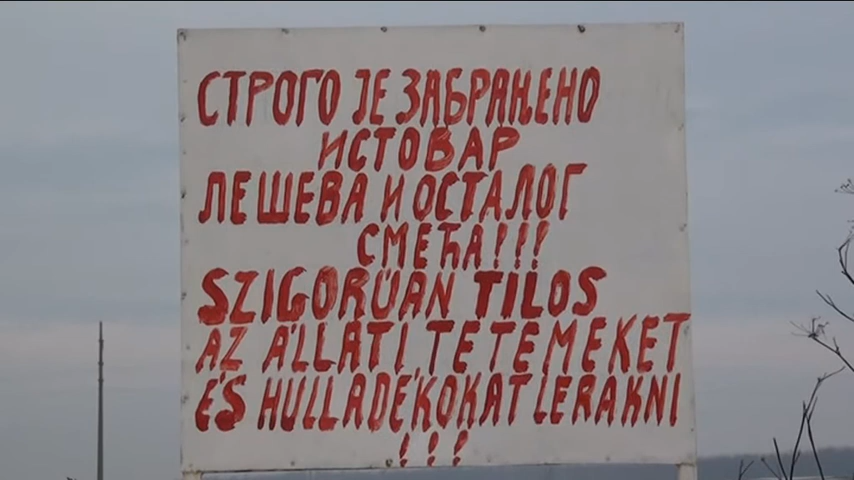 СТРОГО ЈЕ ЗАБРАЊЕНО
ИСТОВАР
ЛЕШЕВА И ОСТАЛОГ
СМЕЋА!!!
SZIGORÚAN TILOS
AZ ÁLLATI, TETEMEKET
ÉS HULLADÉKOKAT LERAKNI
!!!